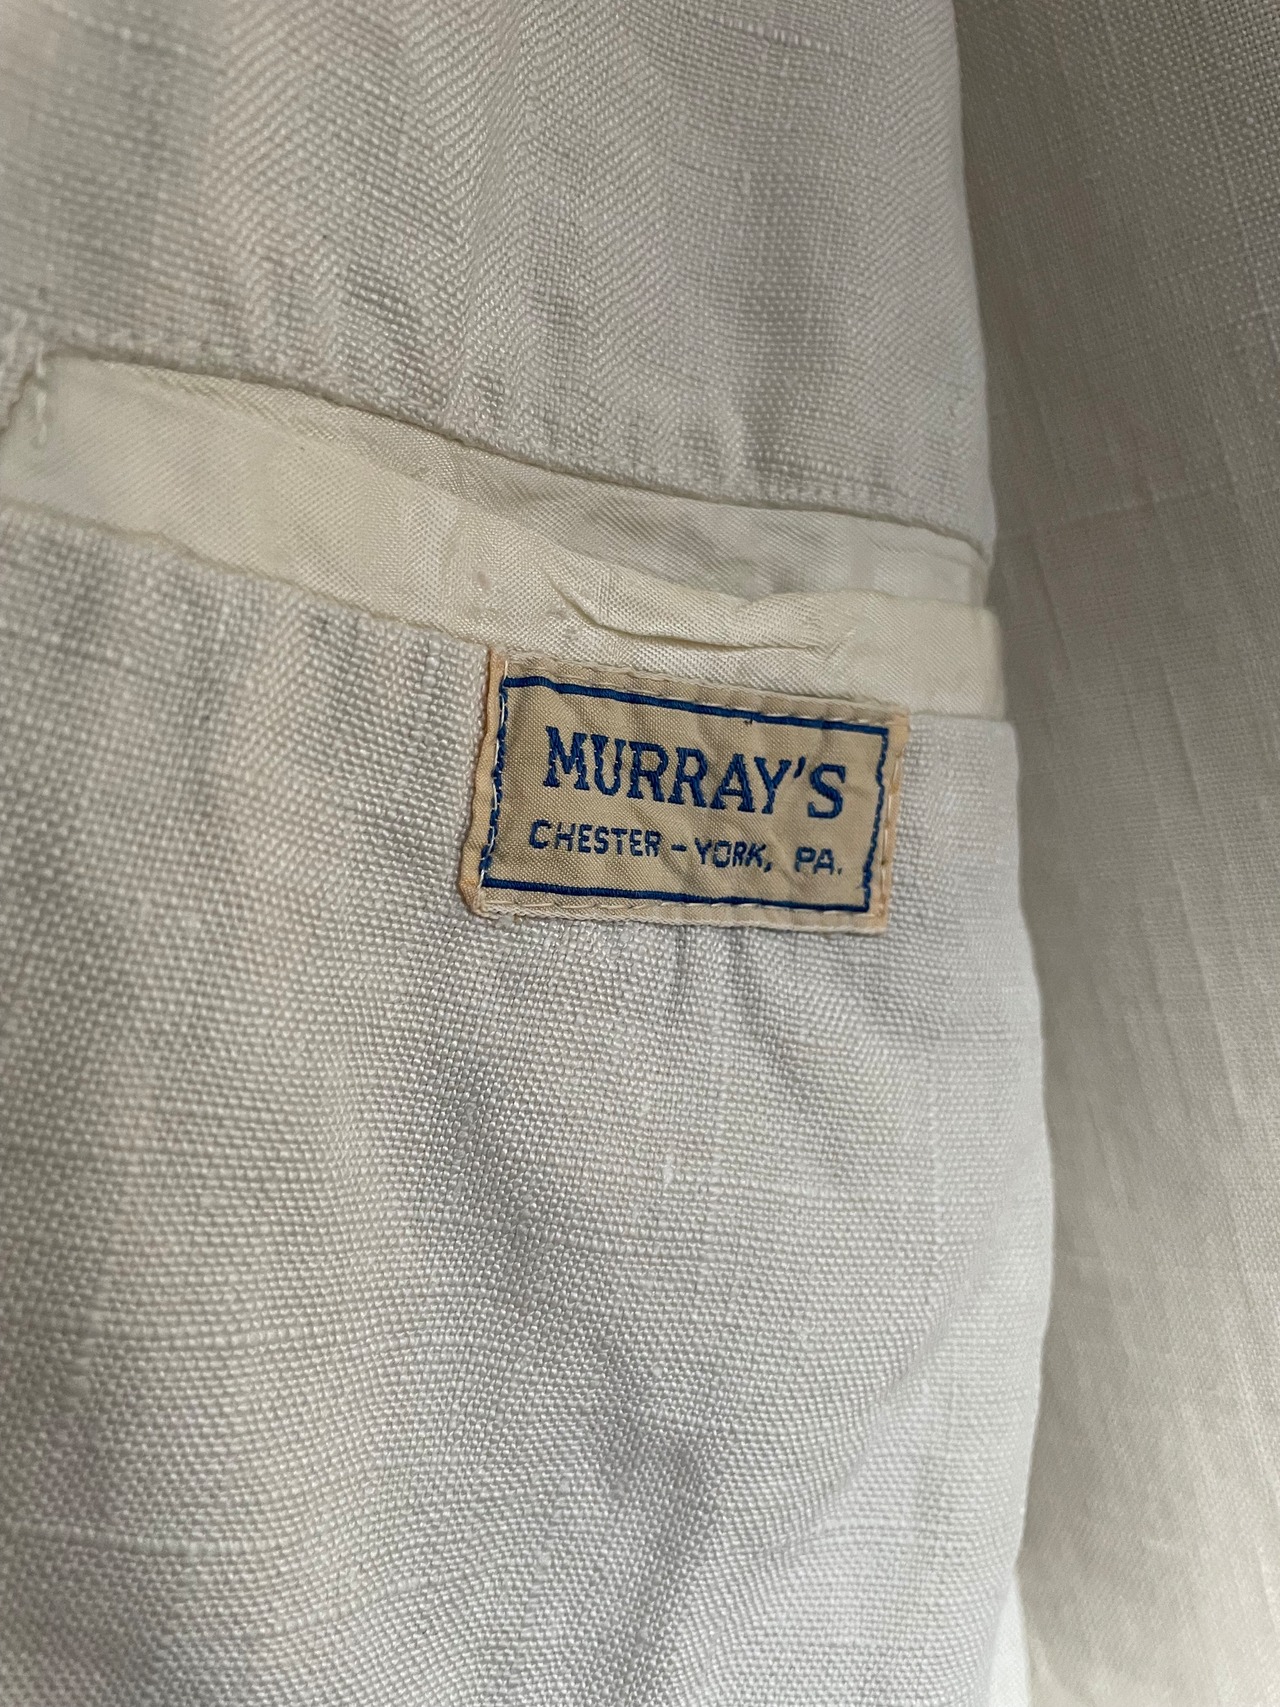 MURRAY'S
CHESTER - YORK, PA.